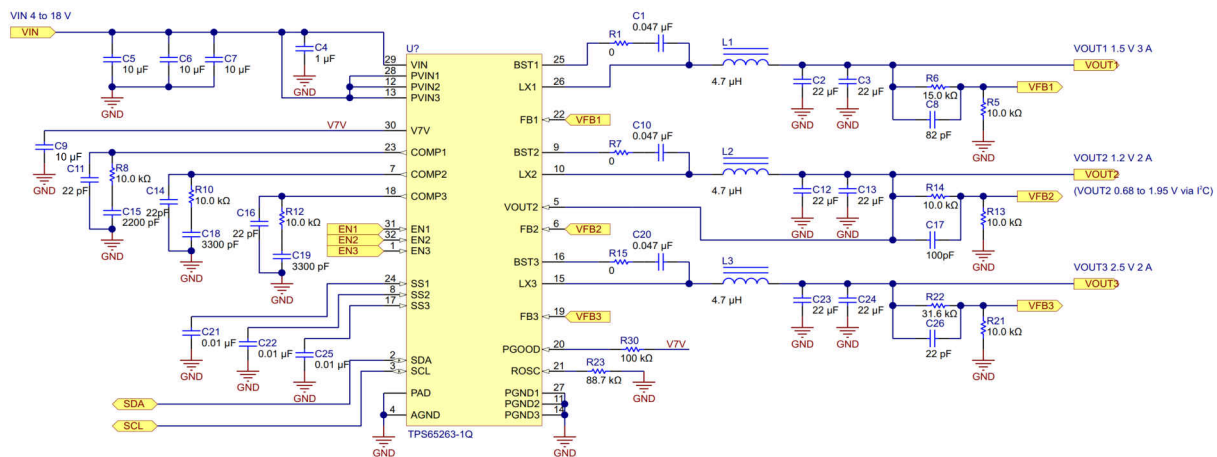 VIN 4 to 18 V
VIN
C5
10 µF
C6
10 µF
C7
10 µF
C4
1 µF
GND
GND
U?
29
28
12
13
VIN
PVIN1
PVIN2
PVIN3
V7V
30
V7V
C9
10 µF
GND
23
COMP1
7
COMP2
18
COMP3
C11
22 pF
R8
10.0 kΩ
C15
2200 pF
GND
C14
22pF
R10
10.0 kΩ
C18
3300 pF
GND
C16
22 pF
R12
10.0 kΩ
C19
3300 pF
GND
EN1
EN2
EN3
31
32
1
EN1
EN2
EN3
24
8
17
SS1
SS2
SS3
C21
0.01 µF
GND
C22
0.01 µF
GND
C25
0.01 µF
GND
2
3
SDA
SCL
SDA
SCL
PAD
4
AGND
GND
TPS65263-1Q
BST1
25
LX1
26
FB1
22
VFB1
BST2
9
LX2
10
VOUT2
5
FB2
6
VFB2
BST3
16
LX3
15
FB3
19
VFB3
PGOOD
20
R30
100 kΩ
V7V
ROSC
21
R23
88.7 kΩ
GND
PGND1
PGND2
PGND3
27
11
14
GND
R1
0
C1
0.047 µF
L1
4.7 µH
C2
22 µF
C3
22 µF
GND
GND
VOUT1 1.5 V 3 A
VOUT1
R6
15.0 kΩ
C8
82 pF
VFB1
R5
10.0 kΩ
GND
R7
0
C10
0.047 µF
L2
4.7 µH
C12
22 µF
C13
22 µF
GND
GND
VOUT2 1.2 V 2 A
VOUT2
(VOUT2 0.68 to 1.95 V via I²C)
R14
10.0 kΩ
C17
100pF
VFB2
R13
10.0 kΩ
GND
R15
0
C20
0.047 µF
L3
4.7 µH
C23
22 µF
C24
22 µF
GND
GND
VOUT3 2.5 V 2 A
VOUT3
R22
31.6 kΩ
C26
22 pF
VFB3
R21
10.0 kΩ
GND